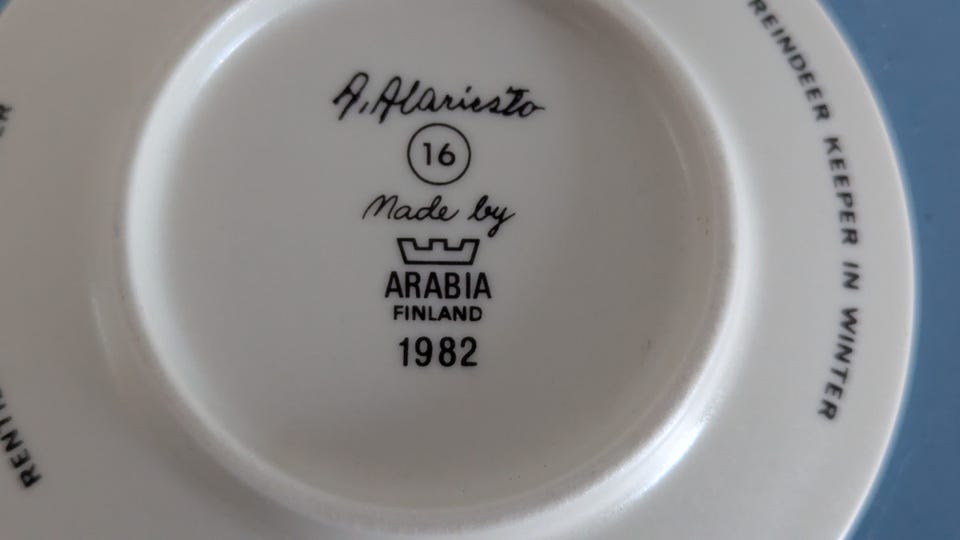 A. Alariesto
16
Made by
ARABIA
FINLAND
1982
REINDEER KEEPER IN WINTER